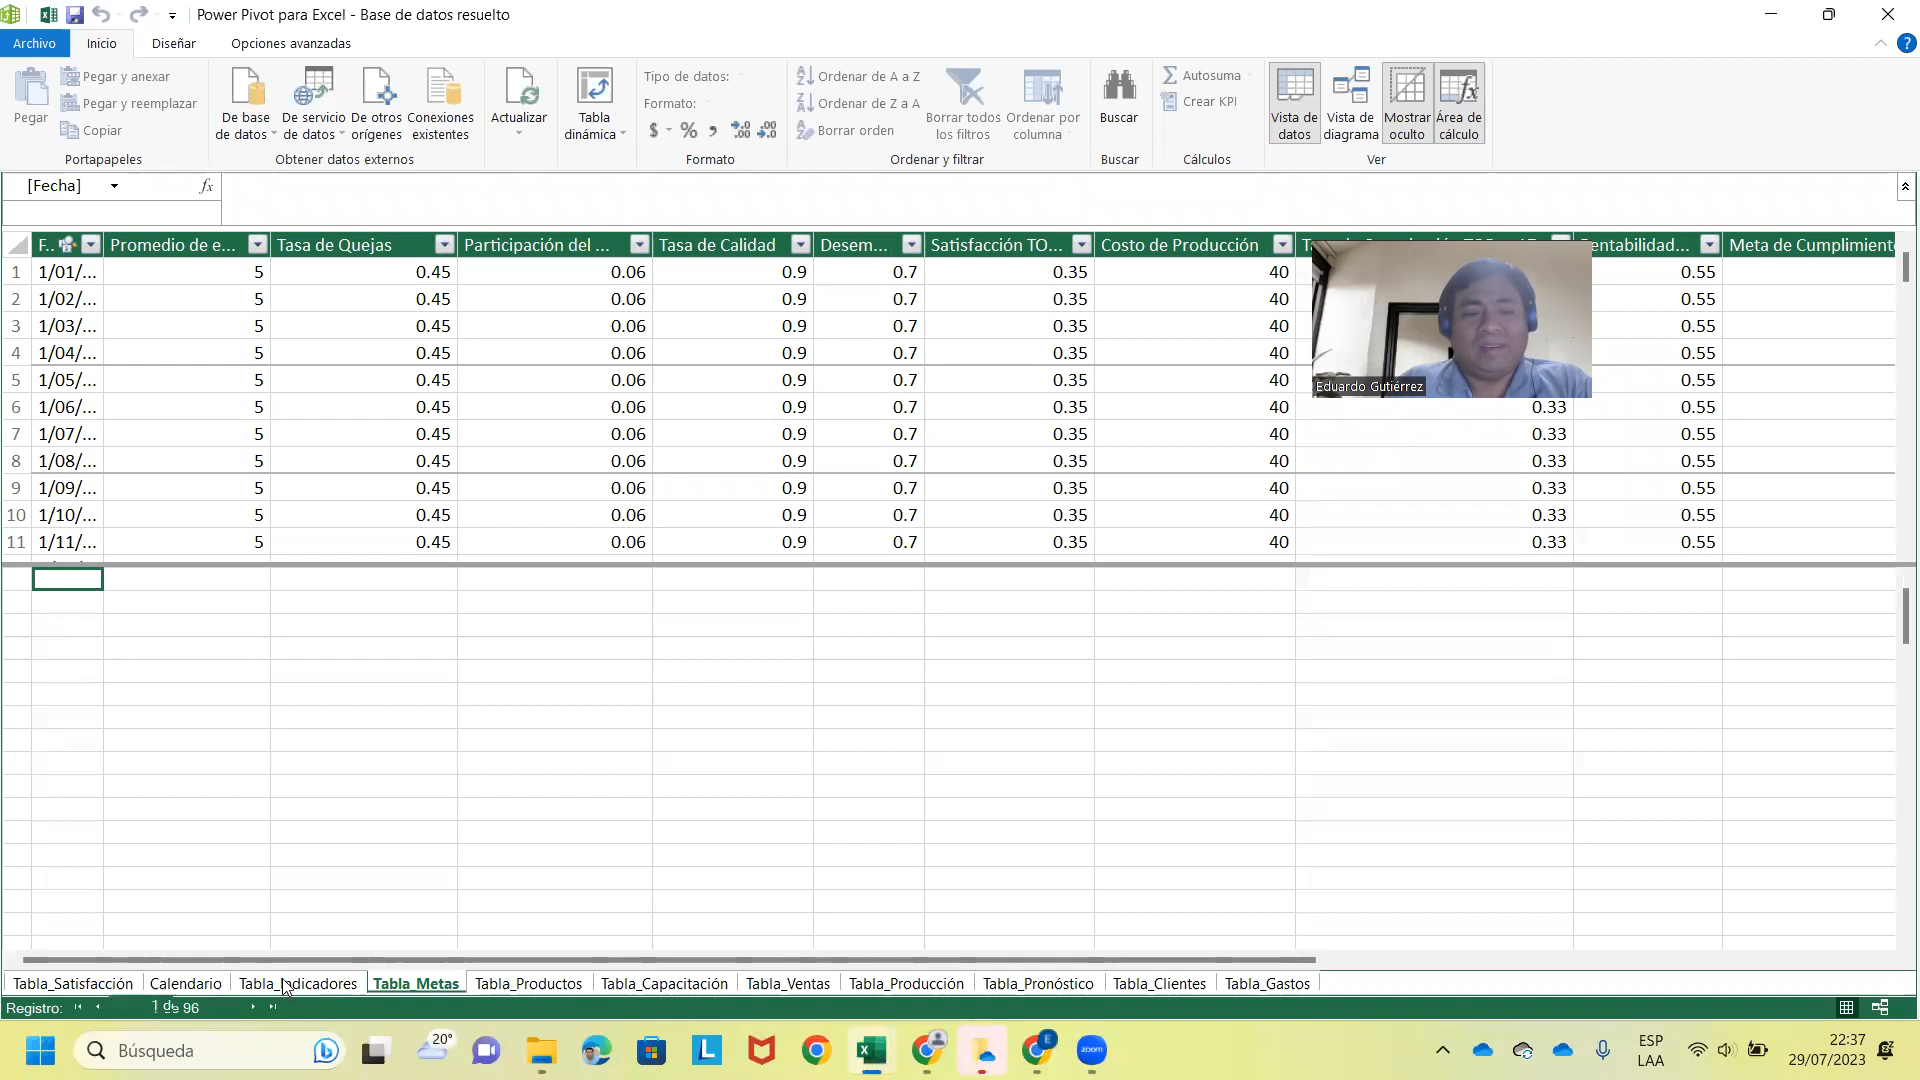 Power Pivot para Excel - Base de datos resuelto
Archivo Inicio Diseñar Opciones avanzadas
Pegar
Pegar y anexar
Pegar y reemplazar
Copiar
Portapapeles
De base de datos
De servicio de datos
De otros orígenes
Conexiones existentes
Obtener datos externos
Actualizar
Tabla dinámica
Tipo de datos:
Formato:
$ % ,
Formato
Ordenar de A a Z
Ordenar de Z a A
Borrar orden
Borrar todos los filtros
Ordenar por columna
Ordenar y filtrar
Buscar
Buscar
Autosuma
Crear KPI
Cálculos
Vista de datos
Vista de diagrama
Mostrar oculto
Área de cálculo
Ver
[Fecha] fx
F.. Promedio de e... Tasa de Quejas Participación del ... Tasa de Calidad Desem... Satisfacción TO... Costo de Producción Rentabilidad... Meta de Cumplimiento
1 1/01/... 5 0.45 0.06 0.9 0.7 0.35 40 0.55
2 1/02/... 5 0.45 0.06 0.9 0.7 0.35 40 0.55
3 1/03/... 5 0.45 0.06 0.9 0.7 0.35 40 0.55
4 1/04/... 5 0.45 0.06 0.9 0.7 0.35 40 0.55
5 1/05/... 5 0.45 0.06 0.9 0.7 0.35 40 0.55
Eduardo Gutiérrez
6 1/06/... 5 0.45 0.06 0.9 0.7 0.35 40 0.33 0.55
7 1/07/... 5 0.45 0.06 0.9 0.7 0.35 40 0.33 0.55
8 1/08/... 5 0.45 0.06 0.9 0.7 0.35 40 0.33 0.55
9 1/09/... 5 0.45 0.06 0.9 0.7 0.35 40 0.33 0.55
10 1/10/... 5 0.45 0.06 0.9 0.7 0.35 40 0.33 0.55
11 1/11/... 5 0.45 0.06 0.9 0.7 0.35 40 0.33 0.55
Tabla_Satisfacción Calendario Tabla_Indicadores Tabla_Metas Tabla_Productos Tabla_Capacitación Tabla_Ventas Tabla_Producción Tabla_Pronóstico Tabla_Clientes Tabla_Gastos
Registro: 1 de 96
Búsqueda
20°
zoom
ESP
LAA
22:37
29/07/2023